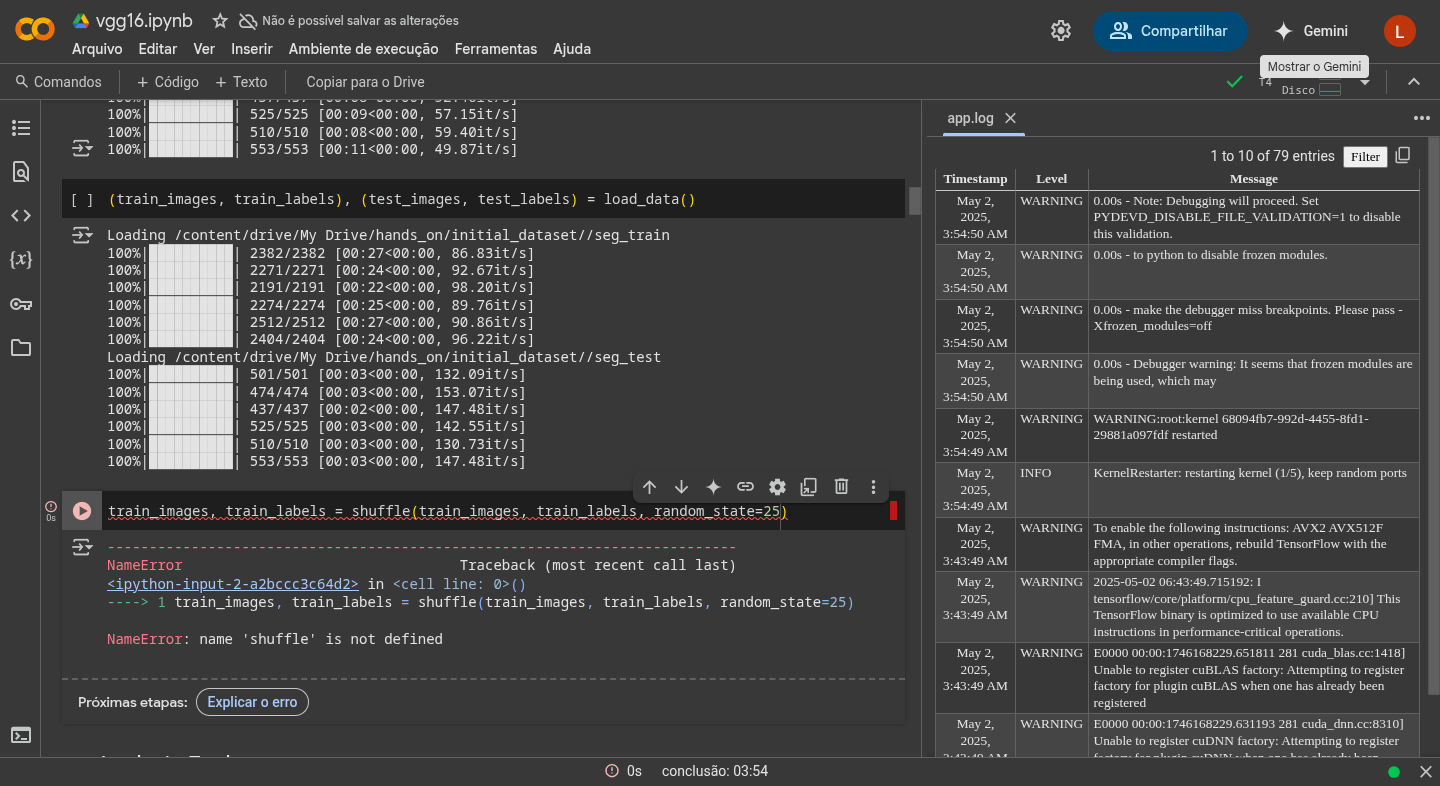 vgg16.ipynb
Não é possível salvar as alterações
Arquivo Editar Ver Inserir Ambiente de execução Ferramentas Ajuda
Compartilhar
Gemini
L
Mostrar o Gemini
Comandos + Código + Texto Copiar para o Drive
T4
Disco
100%|██████████| 525/525 [00:09<00:00, 57.15it/s]
100%|██████████| 510/510 [00:08<00:00, 59.40it/s]
100%|██████████| 553/553 [00:11<00:00, 49.87it/s]
[ ] (train_images, train_labels), (test_images, test_labels) = load_data()
Loading /content/drive/My Drive/hands_on/initial_dataset//seg_train
100%|██████████| 2382/2382 [00:27<00:00, 86.83it/s]
100%|██████████| 2271/2271 [00:24<00:00, 92.67it/s]
100%|██████████| 2191/2191 [00:22<00:00, 98.20it/s]
100%|██████████| 2274/2274 [00:25<00:00, 89.76it/s]
100%|██████████| 2512/2512 [00:27<00:00, 90.86it/s]
100%|██████████| 2404/2404 [00:24<00:00, 96.22it/s]
Loading /content/drive/My Drive/hands_on/initial_dataset//seg_test
100%|██████████| 501/501 [00:03<00:00, 132.09it/s]
100%|██████████| 474/474 [00:03<00:00, 153.07it/s]
100%|██████████| 437/437 [00:02<00:00, 147.48it/s]
100%|██████████| 525/525 [00:03<00:00, 142.55it/s]
100%|██████████| 510/510 [00:03<00:00, 130.73it/s]
100%|██████████| 553/553 [00:03<00:00, 147.48it/s]
0s
train_images, train_labels = shuffle(train_images, train_labels, random_state=25)
---------------------------------------------------------------------------
NameError Traceback (most recent call last)
<ipython-input-2-a2bccc3c64d2> in <cell line: 0>()
----> 1 train_images, train_labels = shuffle(train_images, train_labels, random_state=25)
NameError: name 'shuffle' is not defined
Próximas etapas: Explicar o erro
app.log
1 to 10 of 79 entries Filter
Timestamp Level Message
May 2, WARNING 0.00s - Note: Debugging will proceed. Set
2025, PYDEVD_DISABLE_FILE_VALIDATION=1 to disable
3:54:50 AM this validation.
May 2, WARNING 0.00s - to python to disable frozen modules.
2025,
3:54:50 AM
May 2, WARNING 0.00s - make the debugger miss breakpoints. Please pass -
2025, Xfrozen_modules=off
3:54:50 AM
May 2, WARNING 0.00s - Debugger warning: It seems that frozen modules are
2025, being used, which may
3:54:50 AM
May 2, WARNING WARNING:root:kernel 68094fb7-992d-4455-8fd1-
2025, 29881a097fdf restarted
3:54:49 AM
May 2, INFO KernelRestarter: restarting kernel (1/5), keep random ports
2025,
3:54:49 AM
May 2, WARNING To enable the following instructions: AVX2 AVX512F
2025, FMA, in other operations, rebuild TensorFlow with the
3:43:49 AM appropriate compiler flags.
May 2, WARNING 2025-05-02 06:43:49.715192: I
2025, tensorflow/core/platform/cpu_feature_guard.cc:210] This
3:43:49 AM TensorFlow binary is optimized to use available CPU
instructions in performance-critical operations.
May 2, WARNING E0000 00:00:1746168229.651811 281 cuda_blas.cc:1418]
2025, Unable to register cuBLAS factory: Attempting to register
3:43:49 AM factory for plugin cuBLAS when one has already been
registered
May 2, WARNING E0000 00:00:1746168229.631193 281 cuda_dnn.cc:8310]
2025, Unable to register cuDNN factory: Attempting to register
3:43:49 AM factory for plugin cuDNN when one has already been
0s conclusão: 03:54